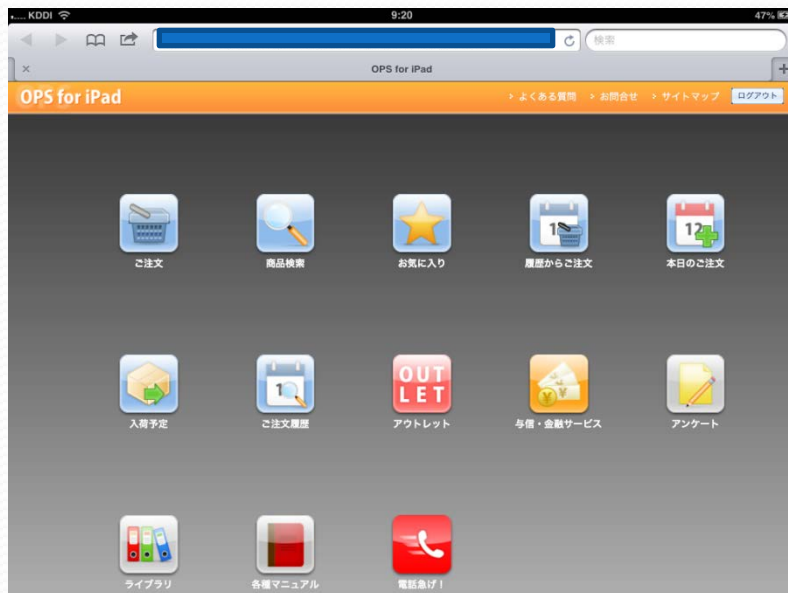 KDDI 9:20 47%
検索
OPS for iPad
OPS for iPad よくある質問 お問合せ サイトマップ ログアウト
12
ご注文 商品検索 お気に入り 履歴からご注文 本日のご注文
OUT
LET
入荷予定 ご注文履歴 アウトレット 与信・金融サービス アンケート
ライブラリ 各種マニュアル 電話急げ!